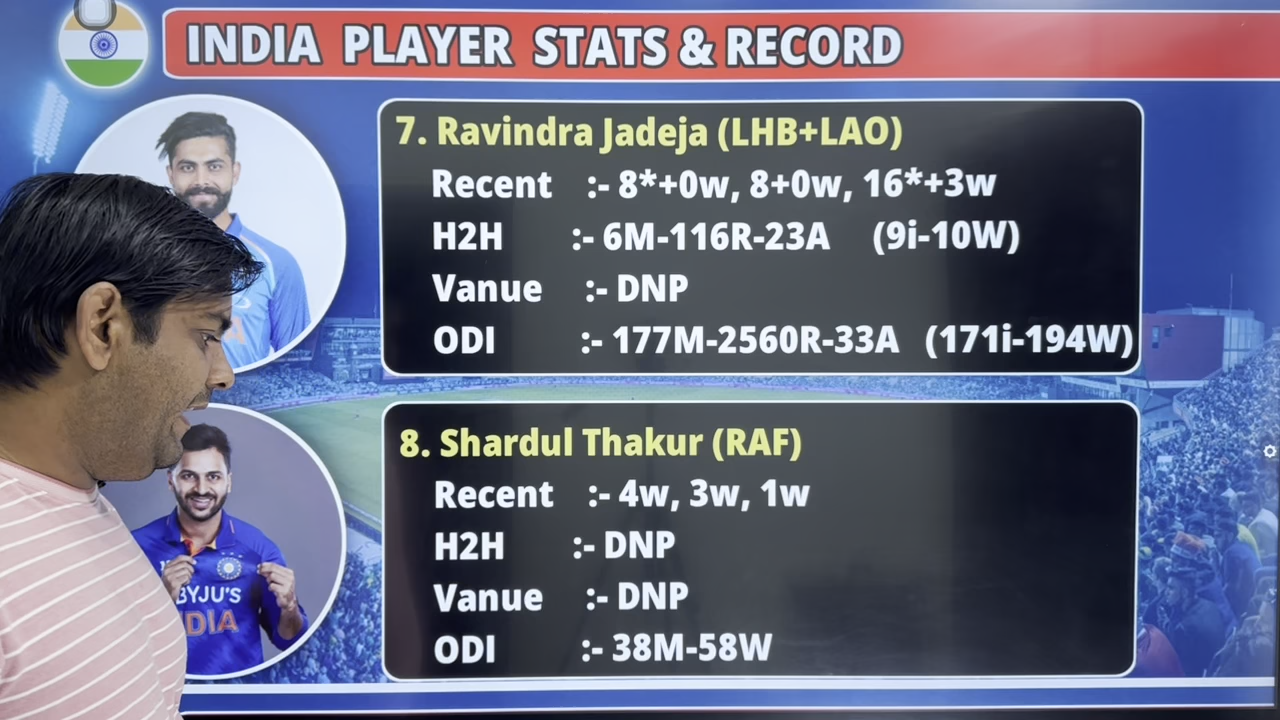 INDIA PLAYER STATS & RECORD
7. Ravindra Jadeja (LHB+LAO)
Recent :- 8*+0w, 8+0w, 16*+3w
H2H :- 6M-116R-23A (9i-10W)
Vanue :- DNP
ODI :- 177M-2560R-33A (171i-194W)
8. Shardul Thakur (RAF)
Recent :- 4w, 3w, 1w
H2H :- DNP
Vanue :- DNP
ODI :- 38M-58W
BYJU'S
INDIA